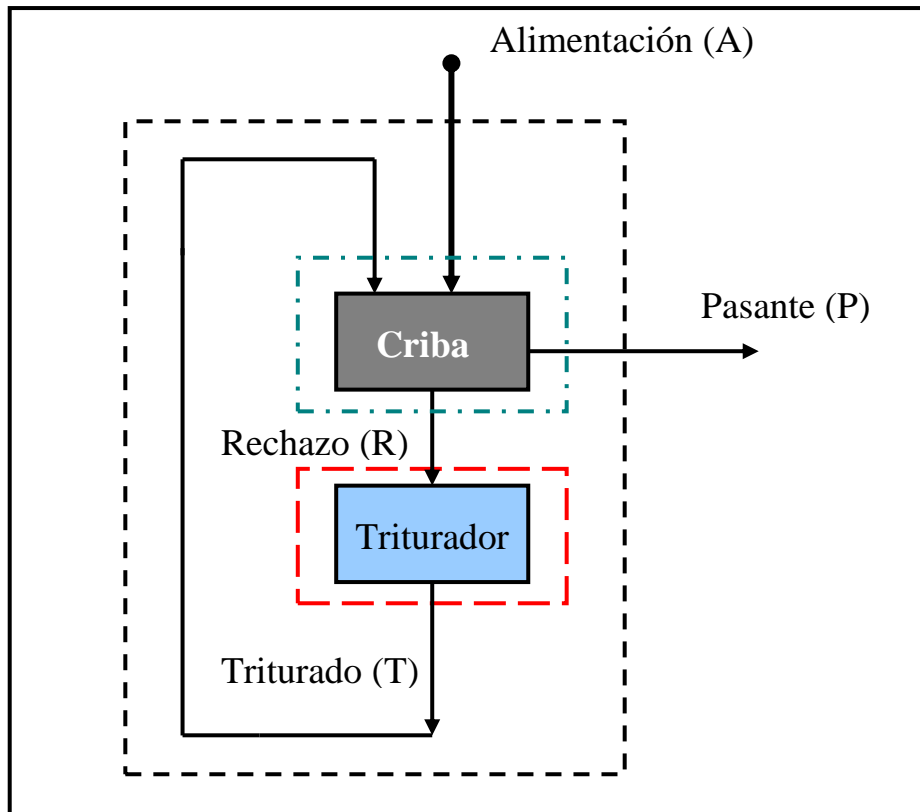 Alimentación (A)
Criba
Pasante (P)
Rechazo (R)
Triturador
Triturado (T)